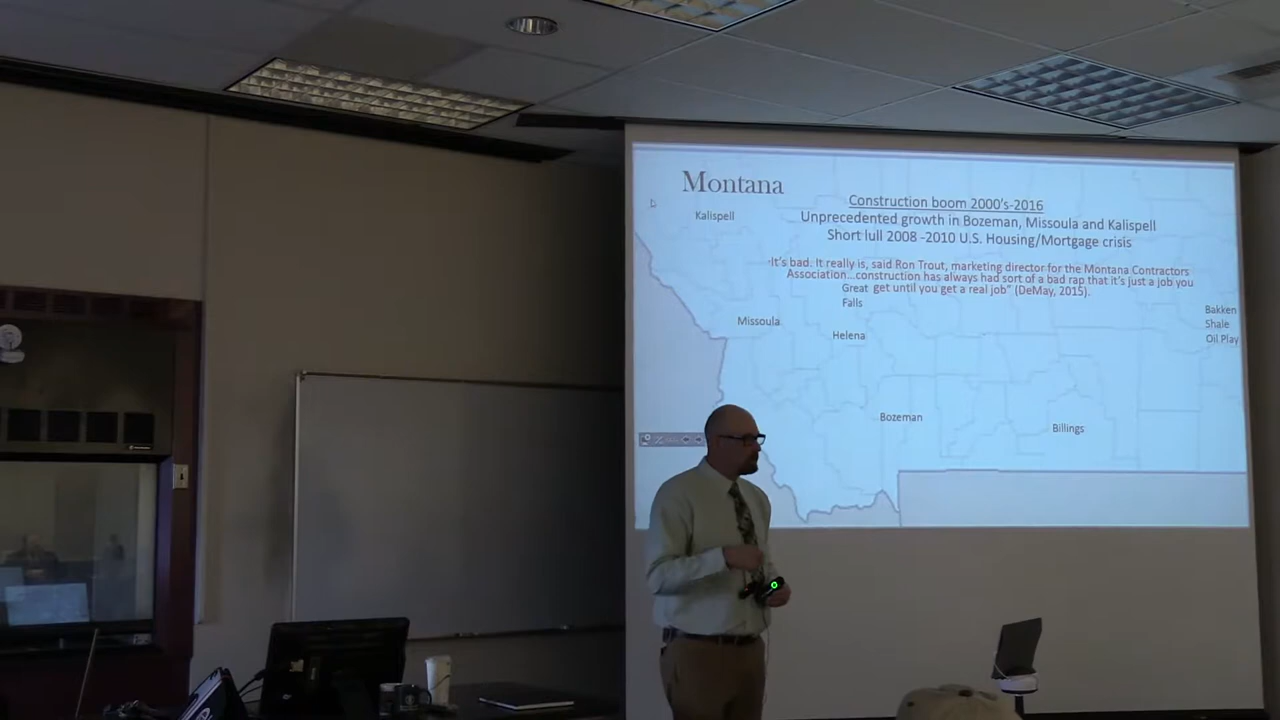 Montana
Construction boom 2000's-2016
Unprecedented growth in Bozeman, Missoula and Kalispell
Short lull 2008 -2010 U.S. Housing/Mortgage crisis
Kalispell
"It's bad. It really is, said Ron Trout, marketing director for the Montana Contractors
Association...construction has always had sort of a bad rap that it's just a job you
get until you get a real job" (DeMay, 2015).
Great
Falls
Missoula
Helena
Bakken
Shale
Oil Play
Bozeman
Billings